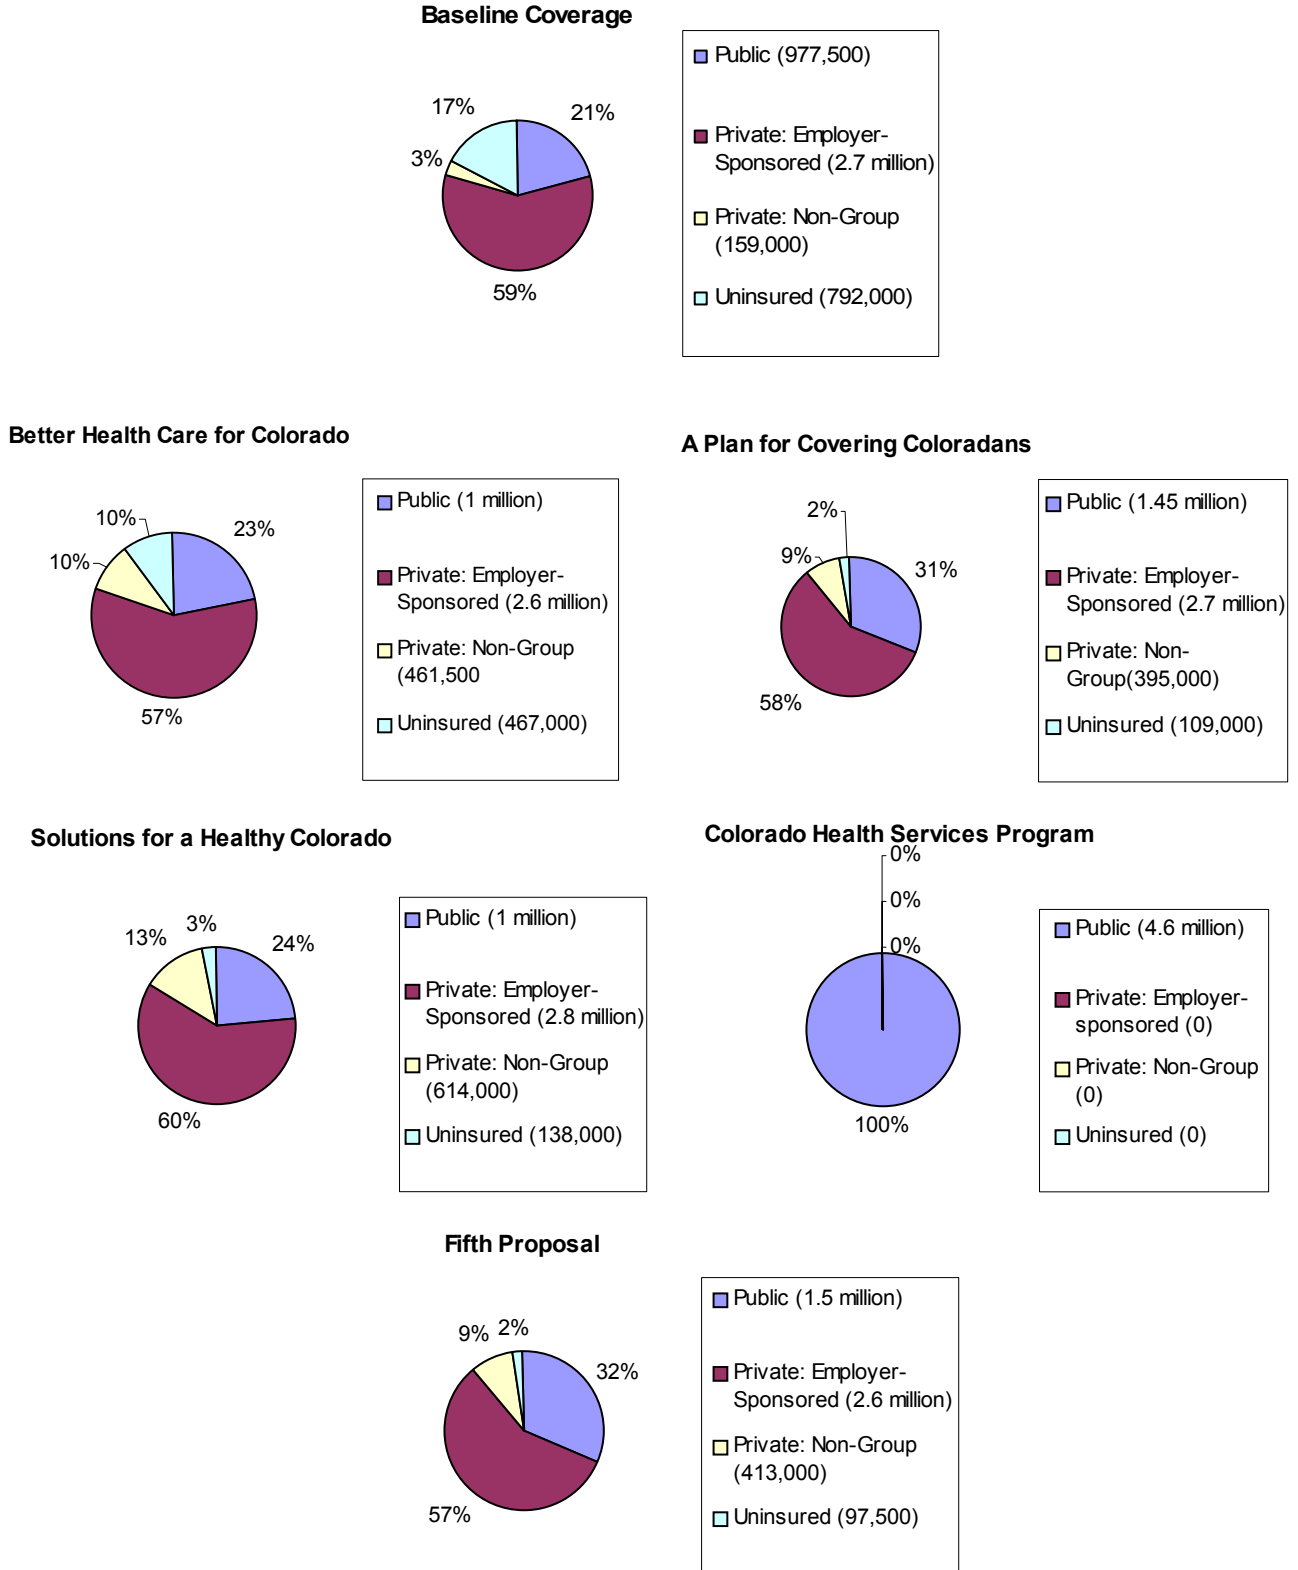 Baseline Coverage
17%
21%
3%
59%
Public (977,500)
Private: Employer-
Sponsored (2.7 million)
Private: Non-Group
(159,000)
Uninsured (792,000)
Better Health Care for Colorado
10%
23%
10%
57%
Public (1 million)
Private: Employer-
Sponsored (2.6 million)
Private: Non-Group
(461,500
Uninsured (467,000)
A Plan for Covering Coloradans
2%
9%
31%
58%
Public (1.45 million)
Private: Employer-
Sponsored (2.7 million)
Private: Non-
Group(395,000)
Uninsured (109,000)
Solutions for a Healthy Colorado
3%
13%
24%
60%
Public (1 million)
Private: Employer-
Sponsored (2.8 million)
Private: Non-Group
(614,000)
Uninsured (138,000)
Colorado Health Services Program
0%
0%
0%
100%
Public (4.6 million)
Private: Employer-
sponsored (0)
Private: Non-Group
(0)
Uninsured (0)
Fifth Proposal
9%
2%
32%
57%
Public (1.5 million)
Private: Employer-
Sponsored (2.6 million)
Private: Non-Group
(413,000)
Uninsured (97,500)